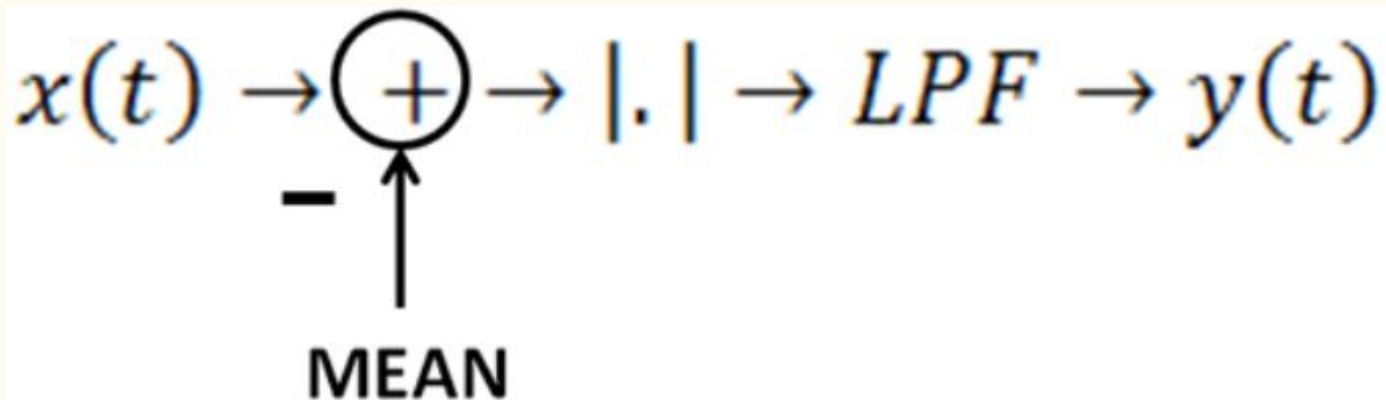 x(t) → + → |.| → LPF → y(t)
−
MEAN